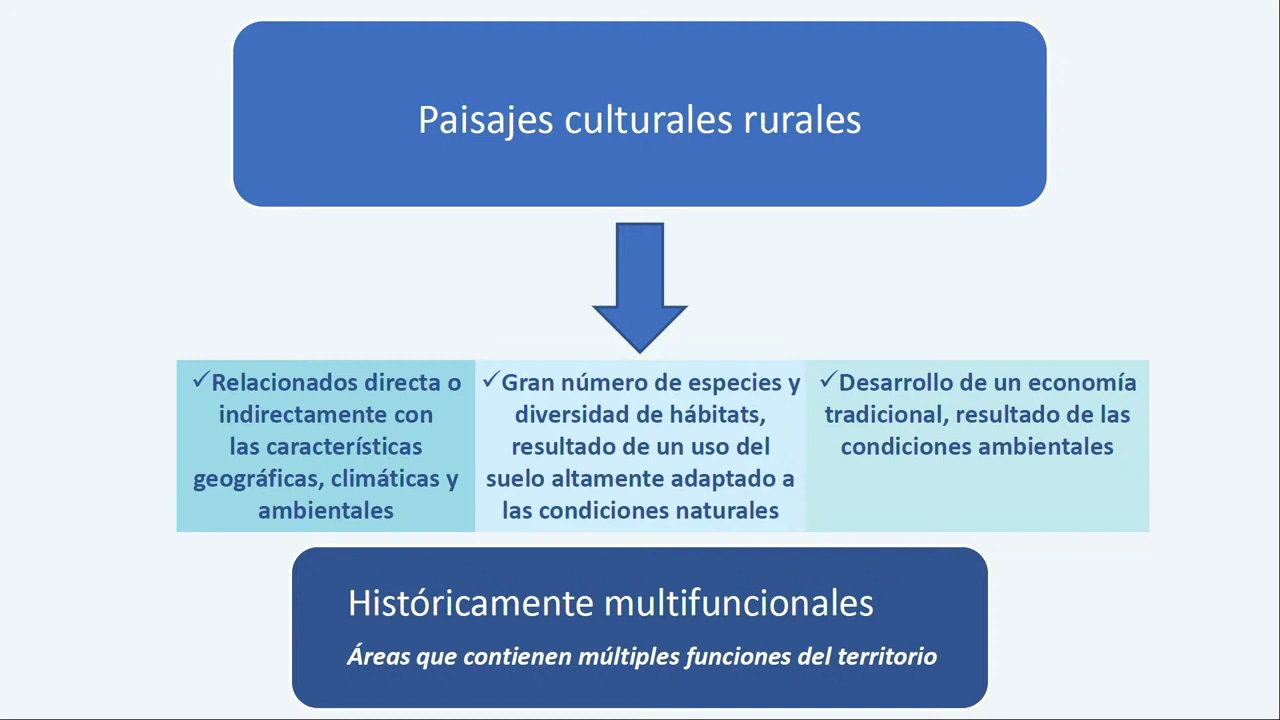 Paisajes culturales rurales
✓Relacionados directa o
indirectamente con
las características
geográficas, climáticas y
ambientales
✓Gran número de especies y
diversidad de hábitats,
resultado de un uso del
suelo altamente adaptado a
las condiciones naturales
✓Desarrollo de un economía
tradicional, resultado de las
condiciones ambientales
Históricamente multifuncionales
Áreas que contienen múltiples funciones del territorio